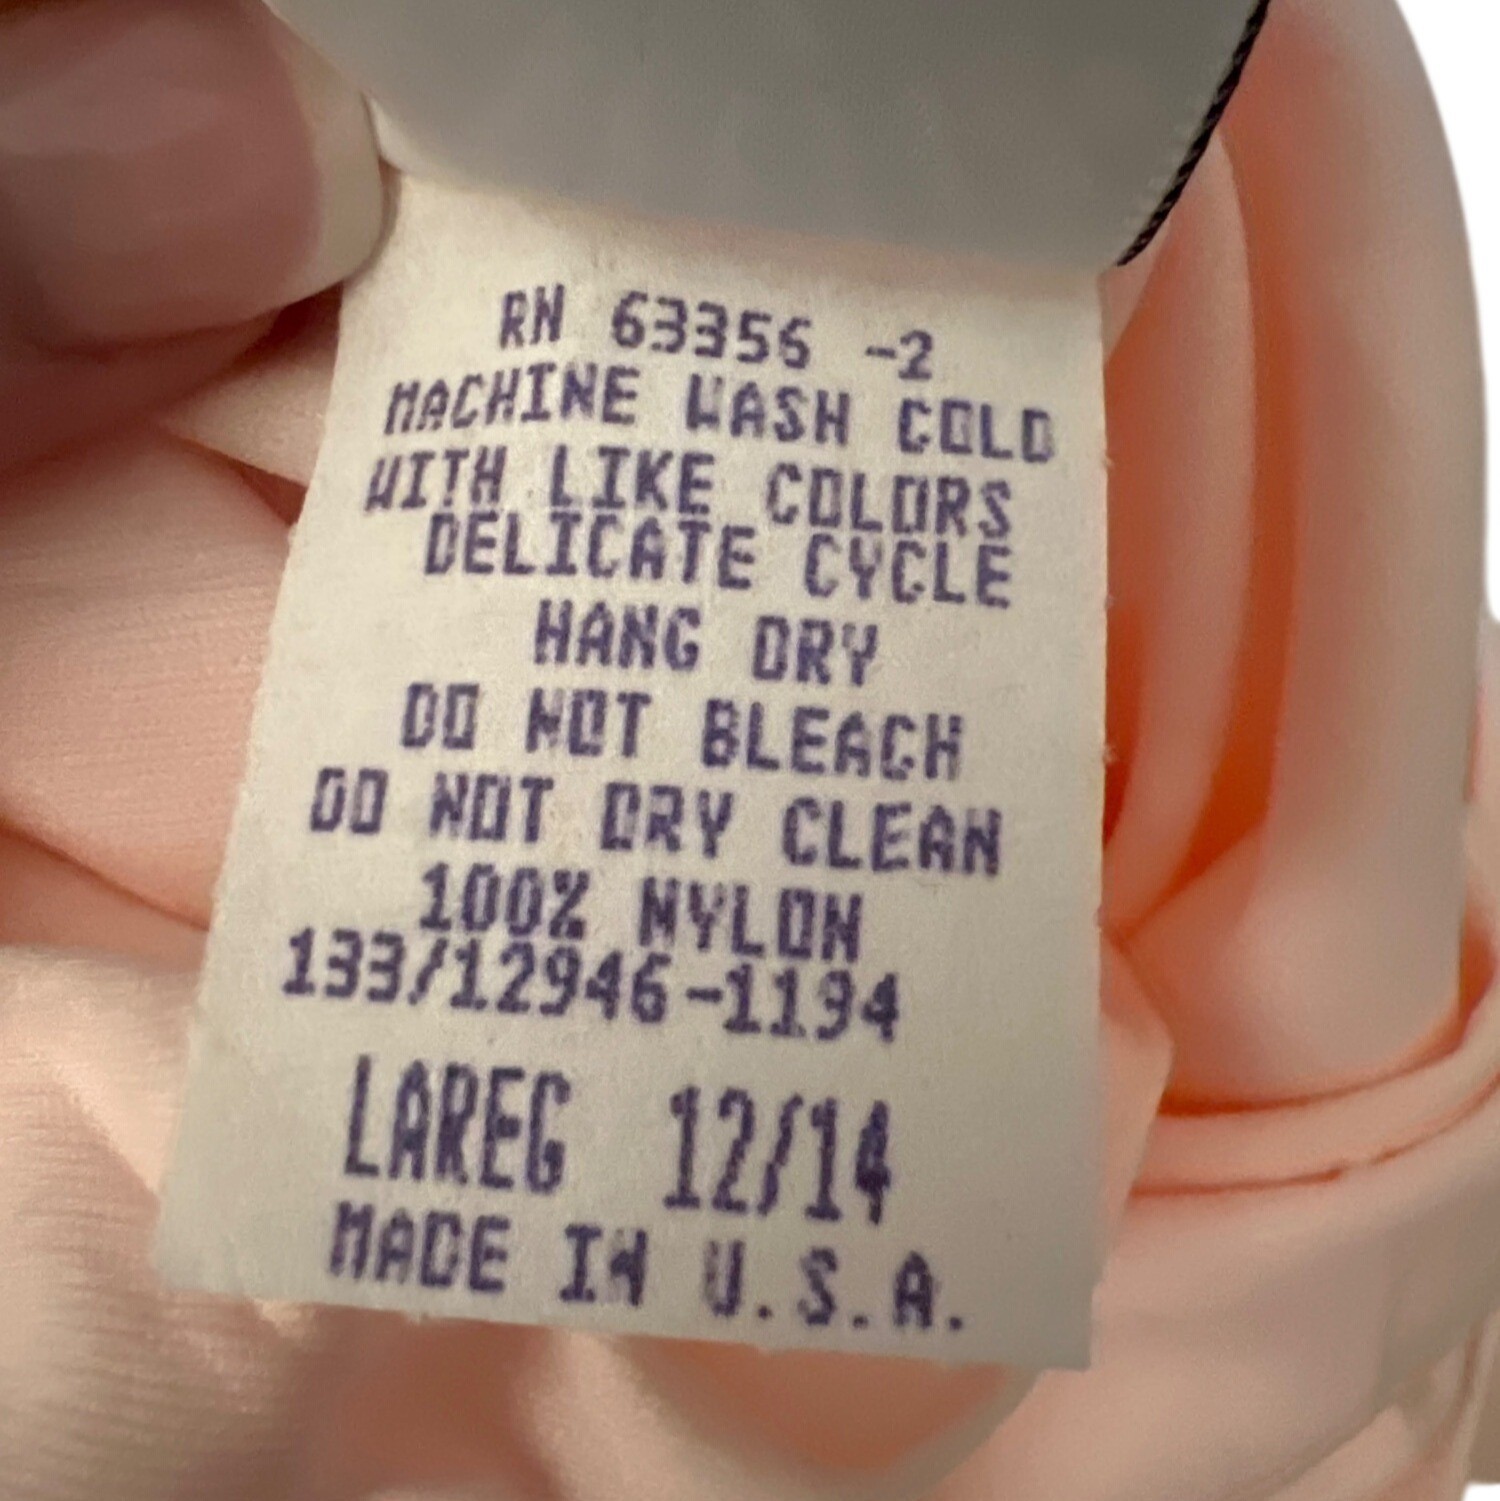 RN 63356 -2
MACHINE WASH COLD
WITH LIKE COLORS
DELICATE CYCLE
HANG DRY
DO NOT BLEACH
DO NOT DRY CLEAN
100% NYLON
133/12946-1194
LAREG 12/14
MADE IN U.S.A.